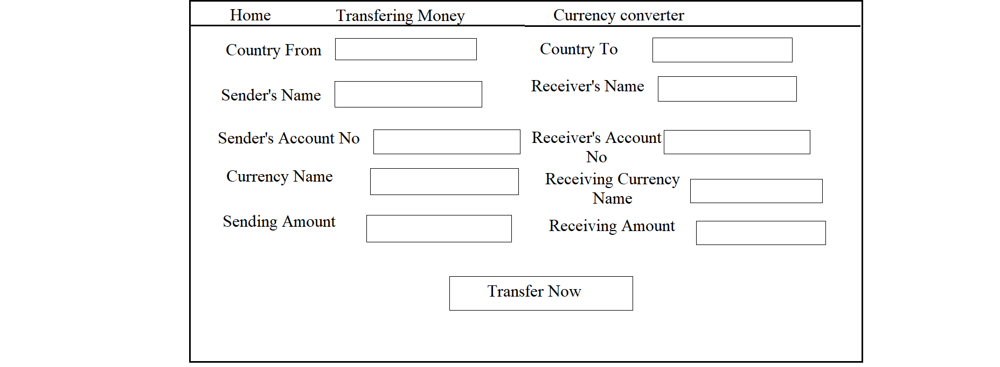 Home Transfering Money Currency converter
Country From Country To
Sender's Name Receiver's Name
Sender's Account No Receiver's Account
No
Currency Name Receiving Currency
Name
Sending Amount Receiving Amount
Transfer Now